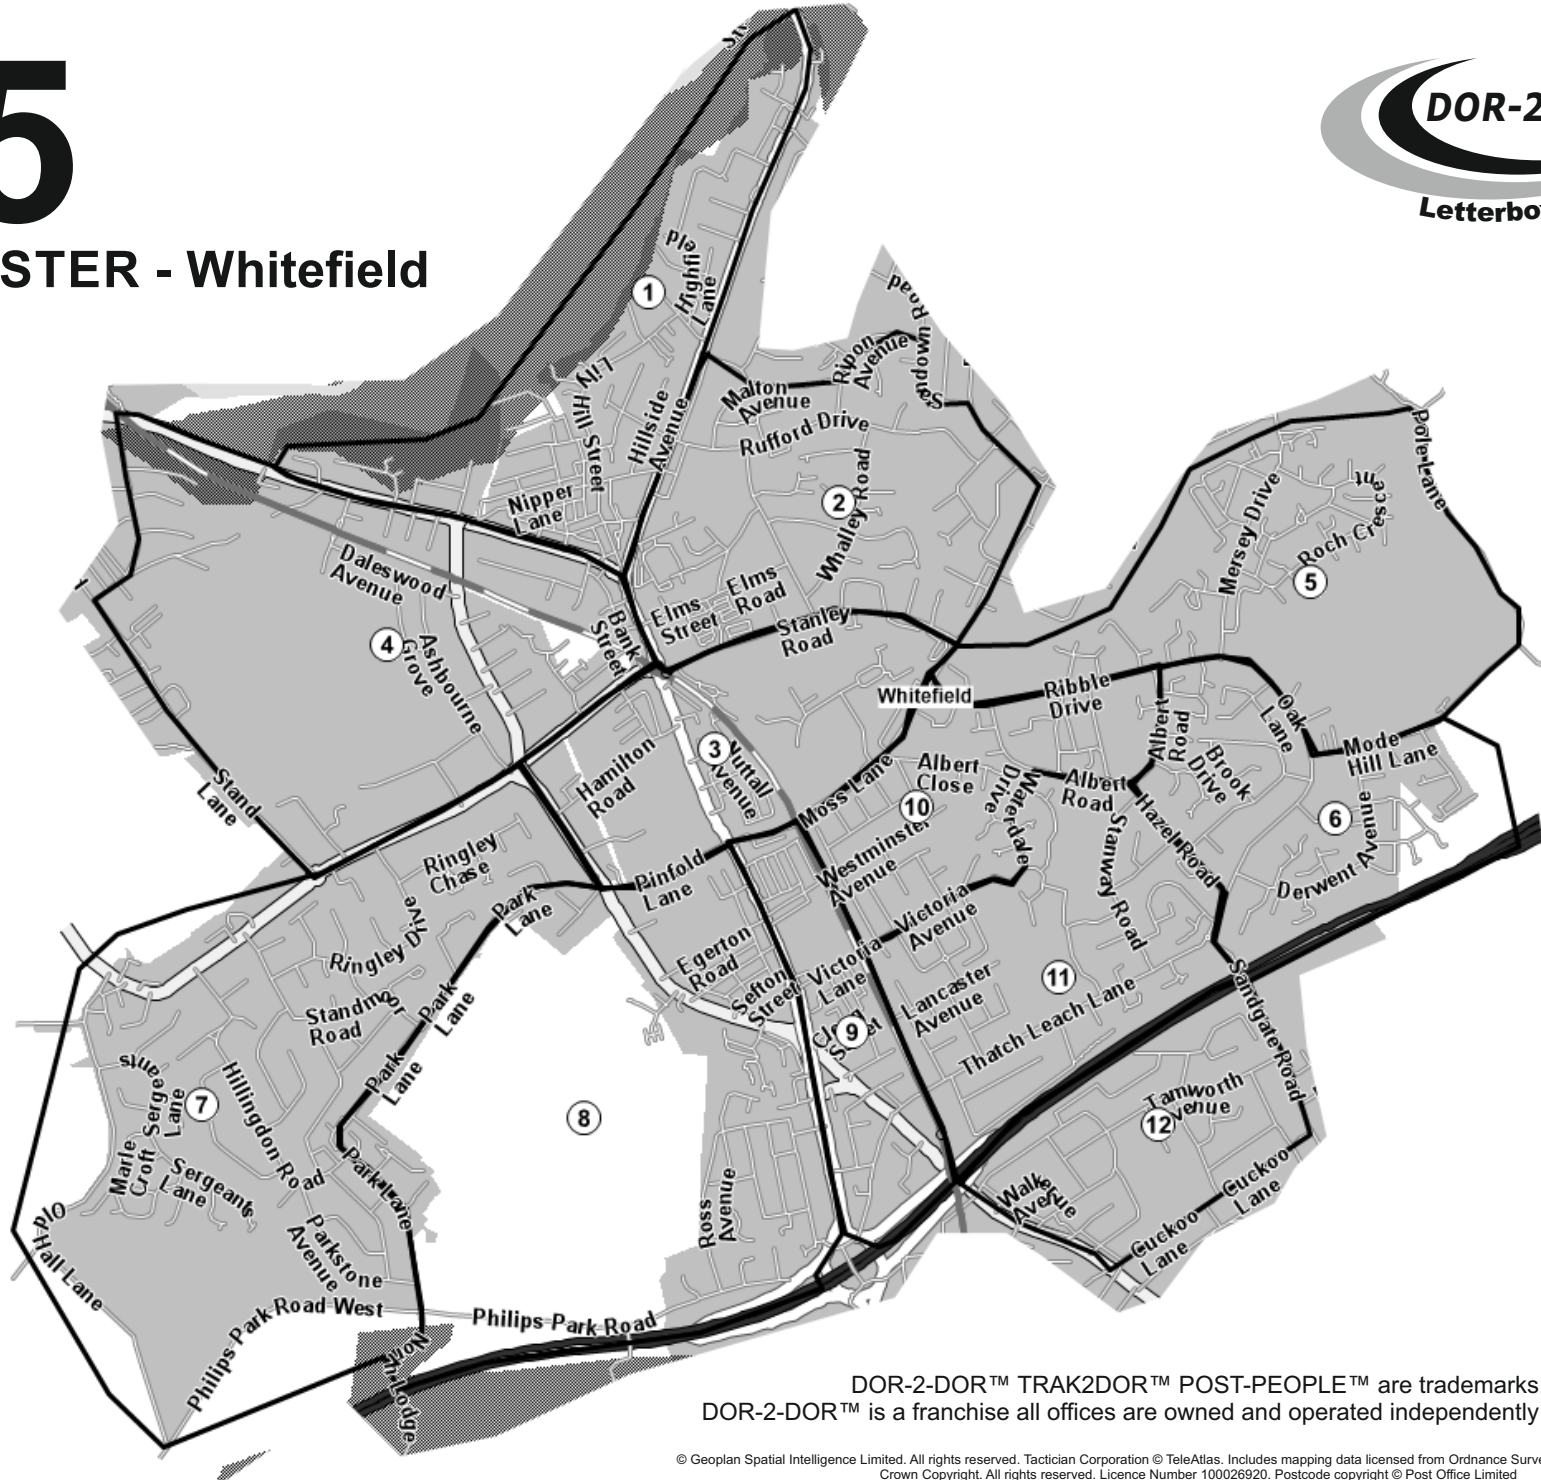 5
STER - Whitefield
DOR-2
Letterbo
1
Highfield
Lane
Lily Hill Street
Hillside
Avenue
Malton
Avenue
Ripon
Avenue
Sandown Road
Rufford Drive
Nipper
Lane
2
Whalley Road
Pole Lane
Mersey Drive
Roch Crescent
5
Daleswood
Avenue
Elms
Road
Elms
Street
Bank
Street
Stanley
Road
4
Ashbourne
Grove
Whitefield
Ribble
Drive
Albert
Road
Oak
Lane
Mode
Hill Lane
3
Nuttall
Avenue
Hamilton
Road
Stand
Lane
Moss Lane
Albert
Close
10
Waterdale
Drive
Albert
Road
Brook
Drive
Hazel Road
6
Derwent Avenue
Stanway Road
Westminster
Avenue
Ringley
Chase
Pinfold
Lane
Park
Lane
Victoria
Avenue
Ringley Drive
Egerton
Road
Sefton
Street
Victoria
Lane
Lancaster
Avenue
11
Thatch Leach Lane
Sandgate Road
Standmoor
Road
Park
Lane
9
Park
Lane
Sergeants
Lane
7
Hillingdon Road
8
Tamworth
Avenue
12
Marle
Croft
Sergeants
Lane
Park Lane
Ross
Avenue
Walker
Avenue
Cuckoo
Lane
Cuckoo
Lane
Old
Hall Lane
Parkstone
Avenue
Philips Park Road West
Philips Park Road
North Lodge
DOR-2-DOR™ TRAK2DOR™ POST-PEOPLE™ are trademarks
DOR-2-DOR™ is a franchise all offices are owned and operated independently
© Geoplan Spatial Intelligence Limited. All rights reserved. Tactician Corporation © TeleAtlas. Includes mapping data licensed from Ordnance Surve
Crown Copyright. All rights reserved. Licence Number 100026920. Postcode copyright © Post Office Limited